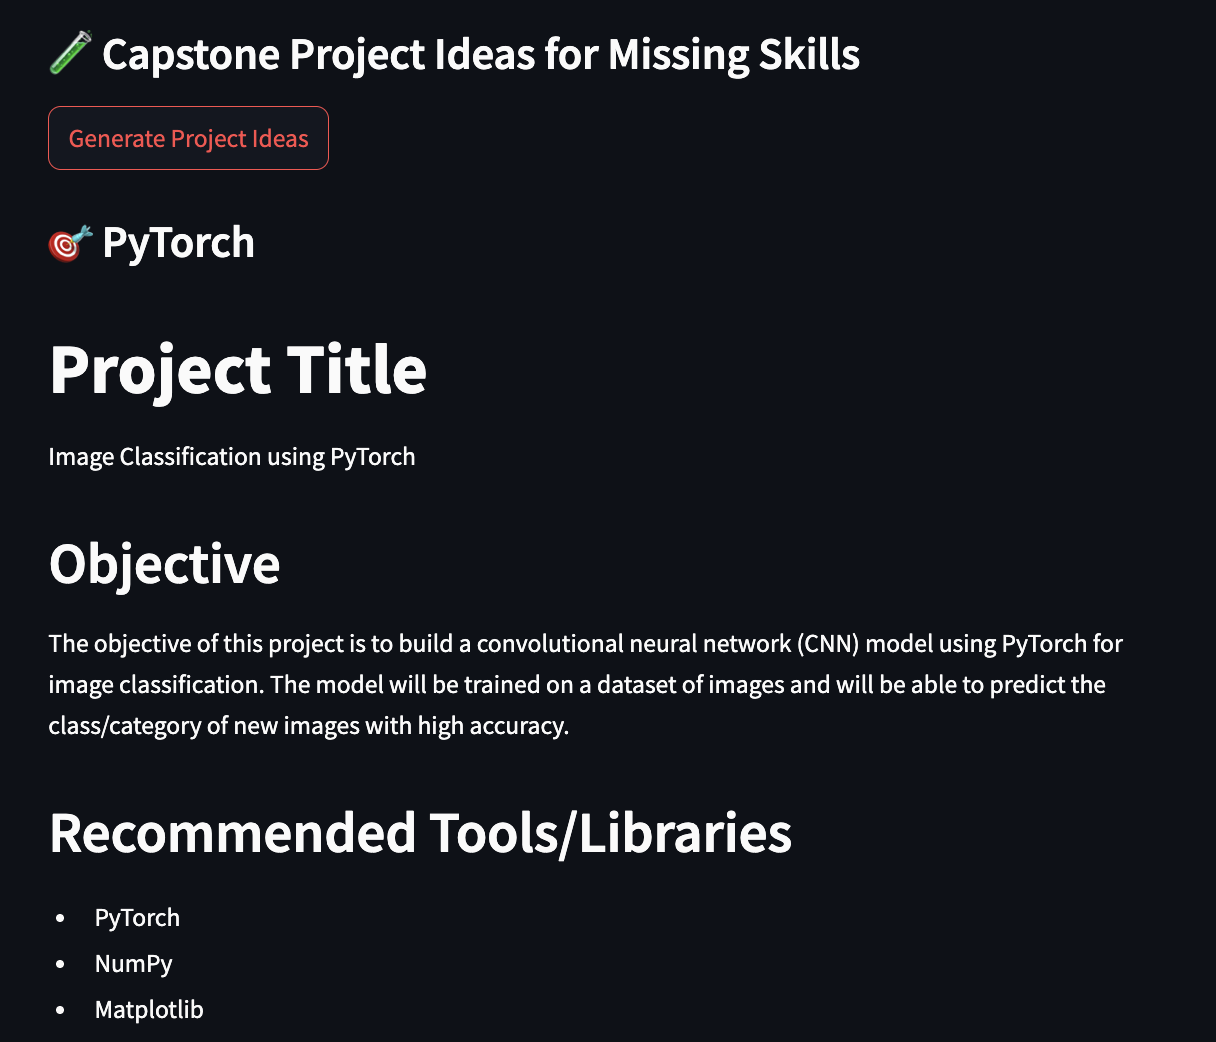 Capstone Project Ideas for Missing Skills
Generate Project Ideas
PyTorch
Project Title
Image Classification using PyTorch
Objective
The objective of this project is to build a convolutional neural network (CNN) model using PyTorch for
image classification. The model will be trained on a dataset of images and will be able to predict the
class/category of new images with high accuracy.
Recommended Tools/Libraries
• PyTorch
• NumPy
• Matplotlib